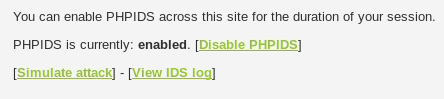 You can enable PHPIDS across this site for the duration of your session.
PHPIDS is currently: enabled. [Disable PHPIDS]
[Simulate attack] - [View IDS log]